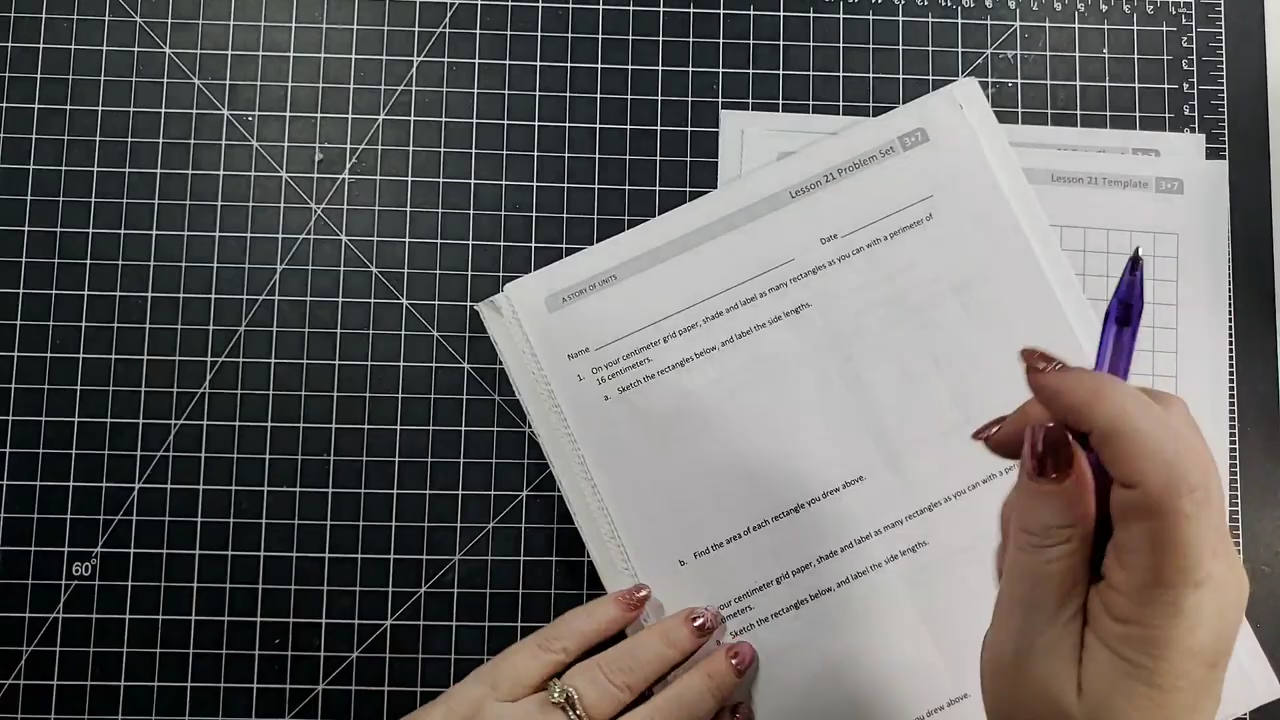 Lesson 21 Problem Set 3•7
A STORY OF UNITS
Name
Date
1. On your centimeter grid paper, shade and label as many rectangles as you can with a perimeter of
16 centimeters.
a. Sketch the rectangles below, and label the side lengths.
b. Find the area of each rectangle you drew above.
your centimeter grid paper, shade and label as many rectangles as you can with a
a. Sketch the rectangles below, and label the side lengths.
drew above.
Lesson 21 Template 3•7
60°